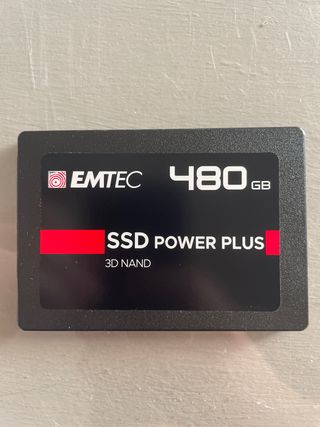 EMTEC 480 GB
SSD POWER PLUS
3D NAND